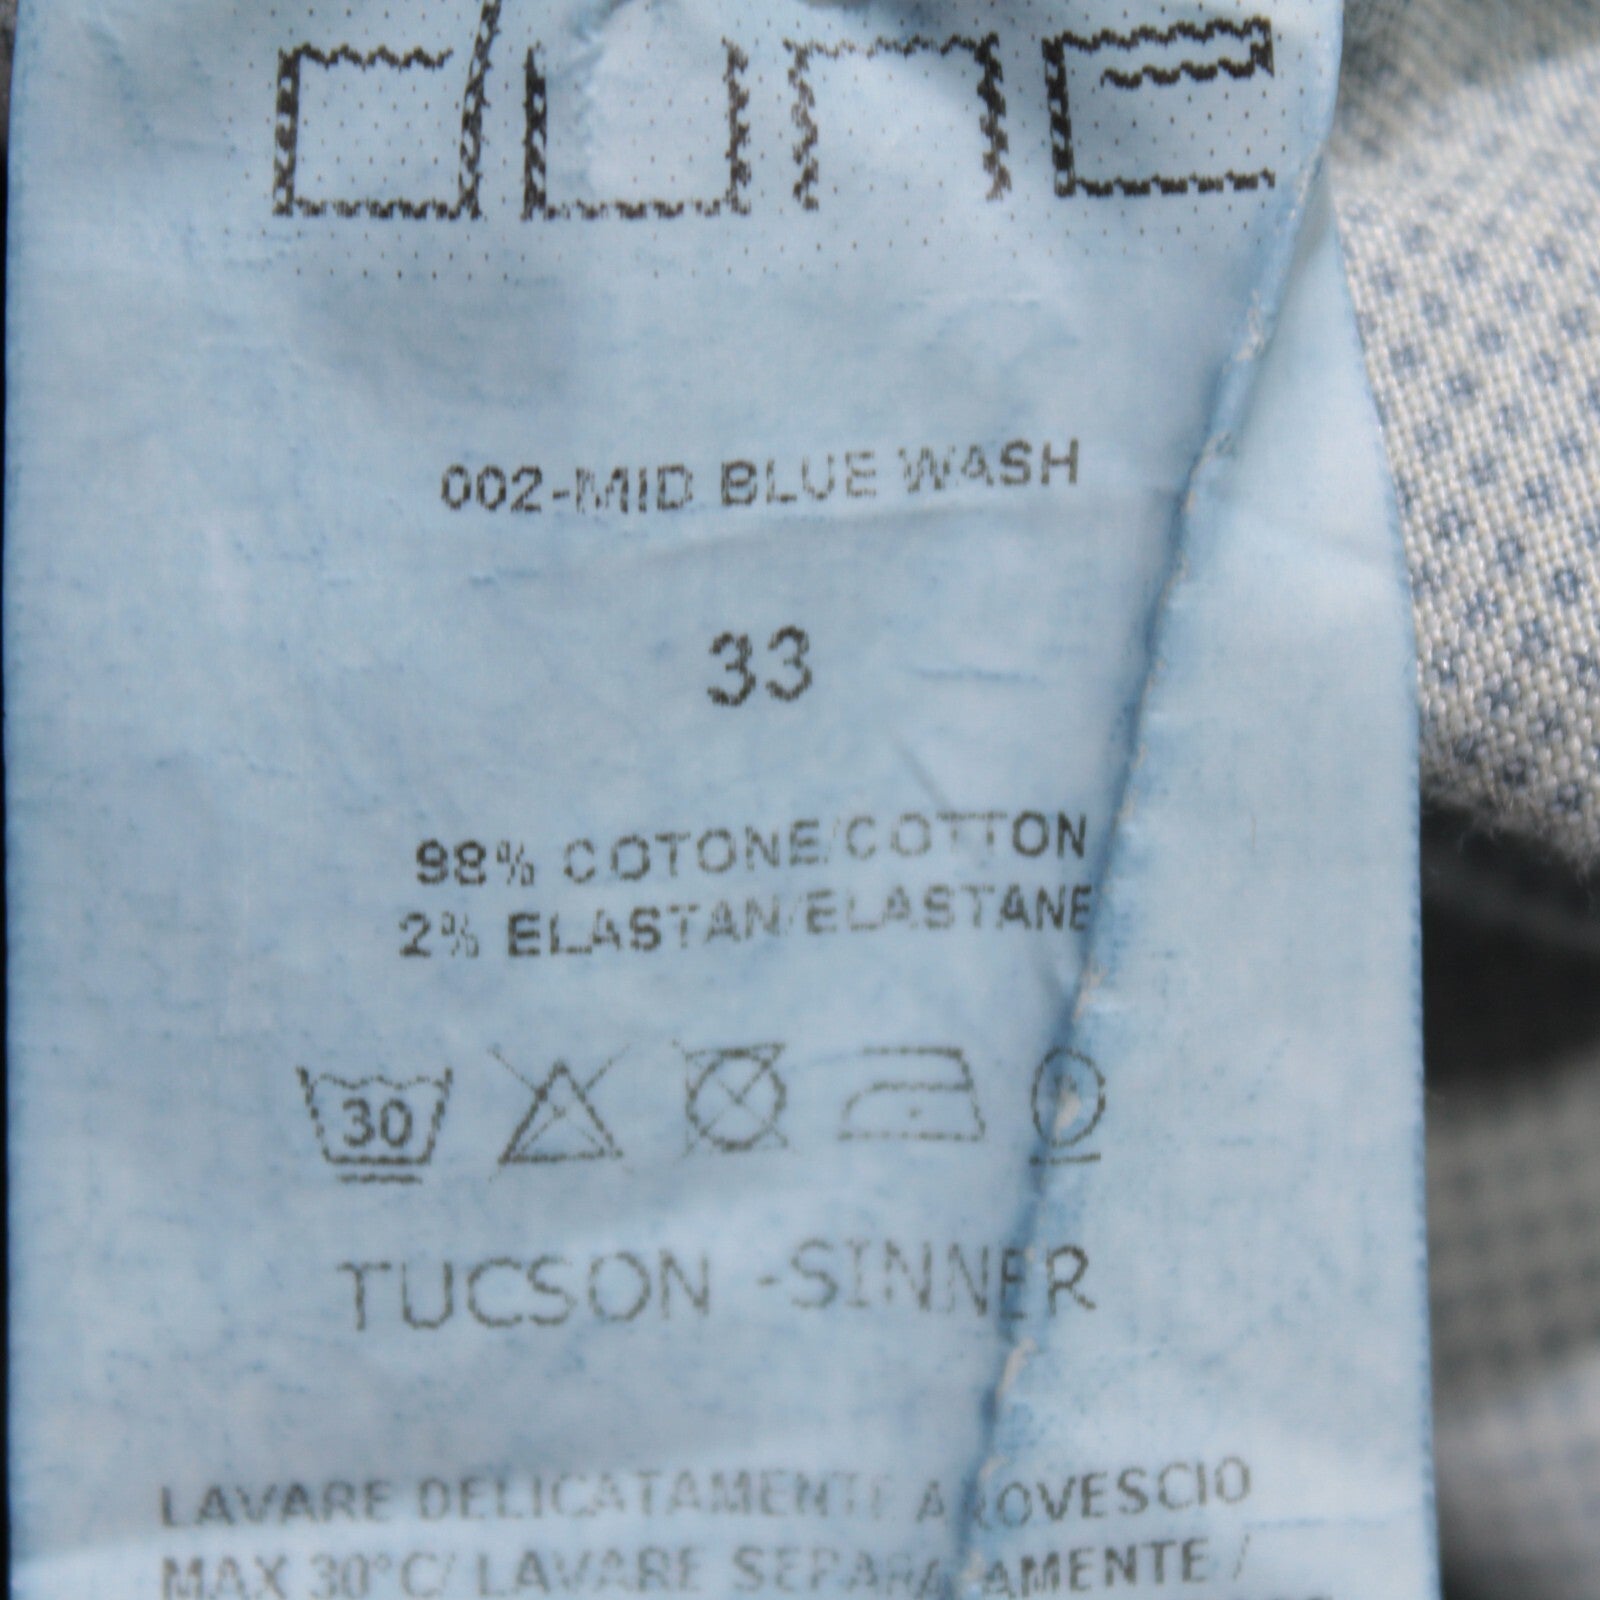 dune
002-MID BLUE WASH
33
98% COTONE/COTTON
2% ELASTAN/ELASTANE
30
TUCSON -SINNER
LAVARE DELICATAMENTE A ROVESCIO
MAX 30°C/ LAVARE SEPARATAMENTE /